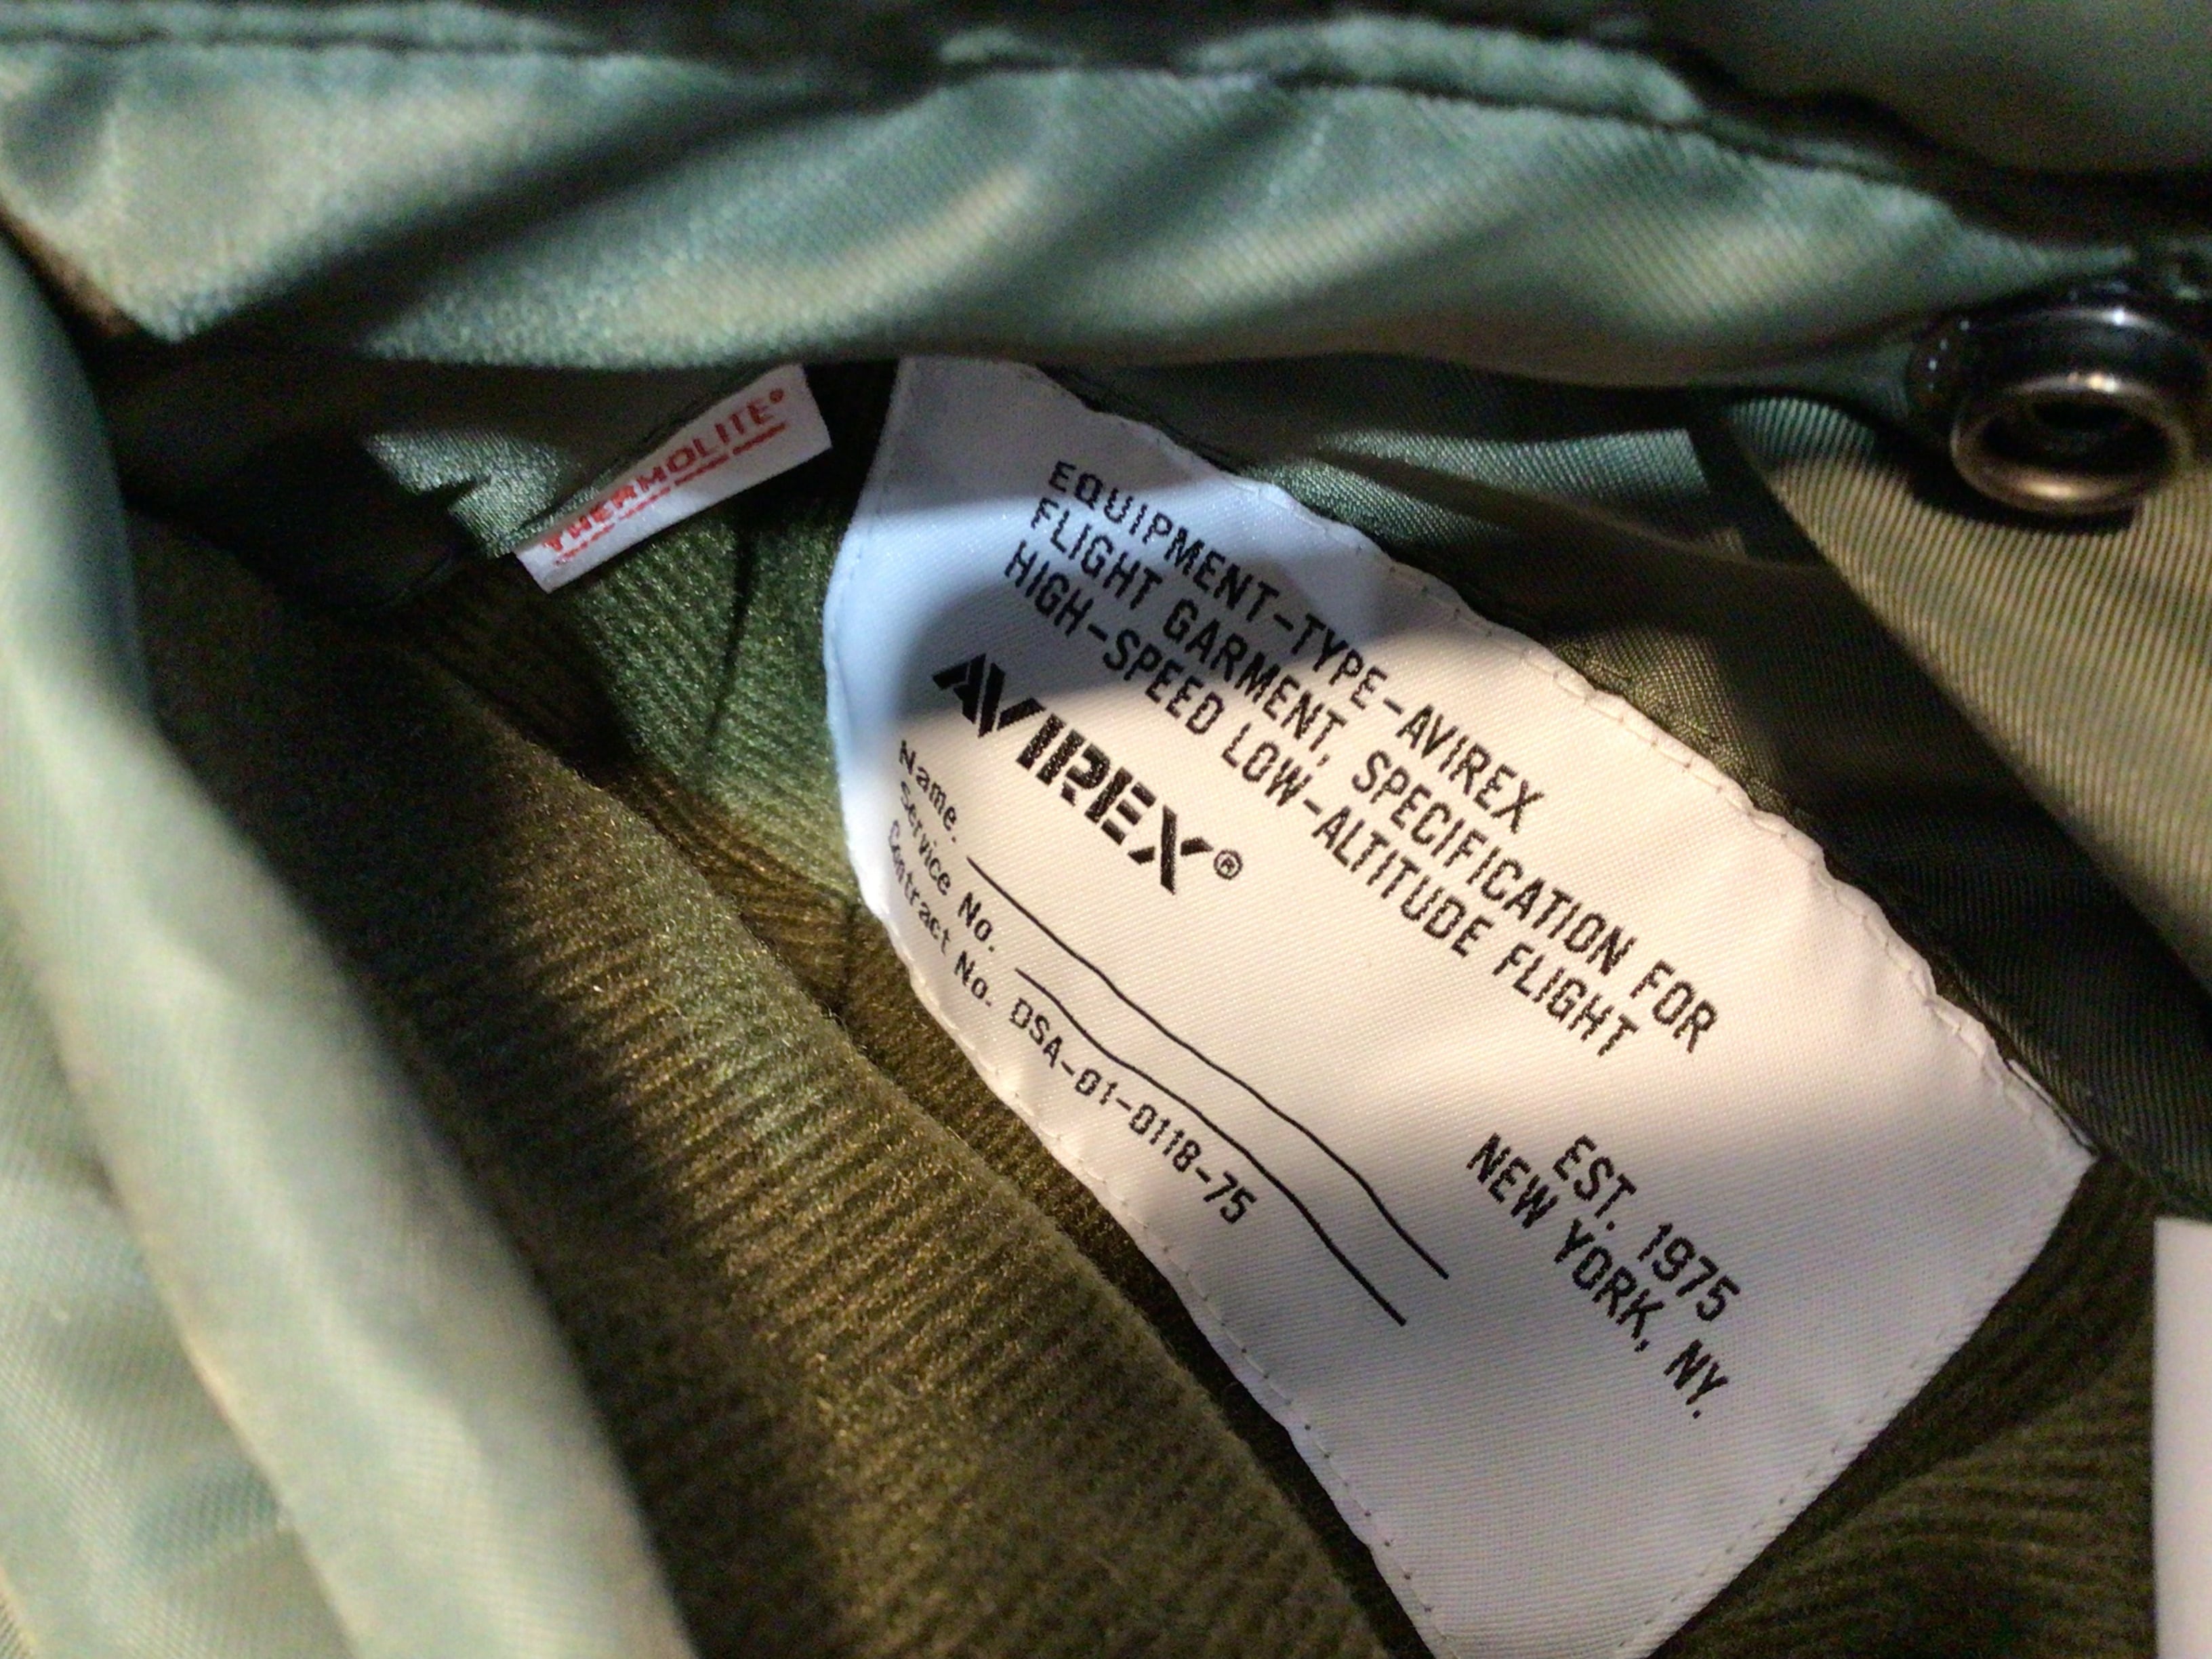 THERMOLITE®
EQUIPMENT-TYPE-AVIREX
FLIGHT GARMENT, SPECIFICATION FOR
HIGH-SPEED LOW-ALTITUDE FLIGHT
AVIREX®
Name.
Service No.
Contract No. DSA-01-0118-75
EST. 1975
NEW YORK, NY.